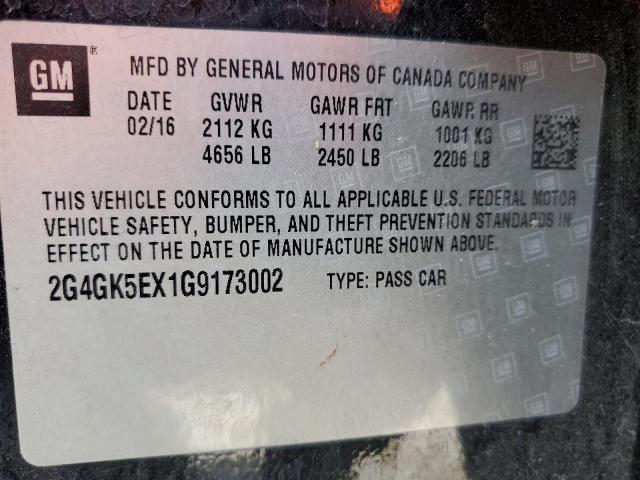 GM ®
MFD BY GENERAL MOTORS OF CANADA COMPANY
DATE GVWR GAWR FRT GAWR RR
02/16 2112 KG 1111 KG 1001 KG
4656 LB 2450 LB 2206 LB
THIS VEHICLE CONFORMS TO ALL APPLICABLE U.S. FEDERAL MOTOR
VEHICLE SAFETY, BUMPER, AND THEFT PREVENTION STANDARDS IN
EFFECT ON THE DATE OF MANUFACTURE SHOWN ABOVE.
2G4GK5EX1G9173002 TYPE: PASS CAR